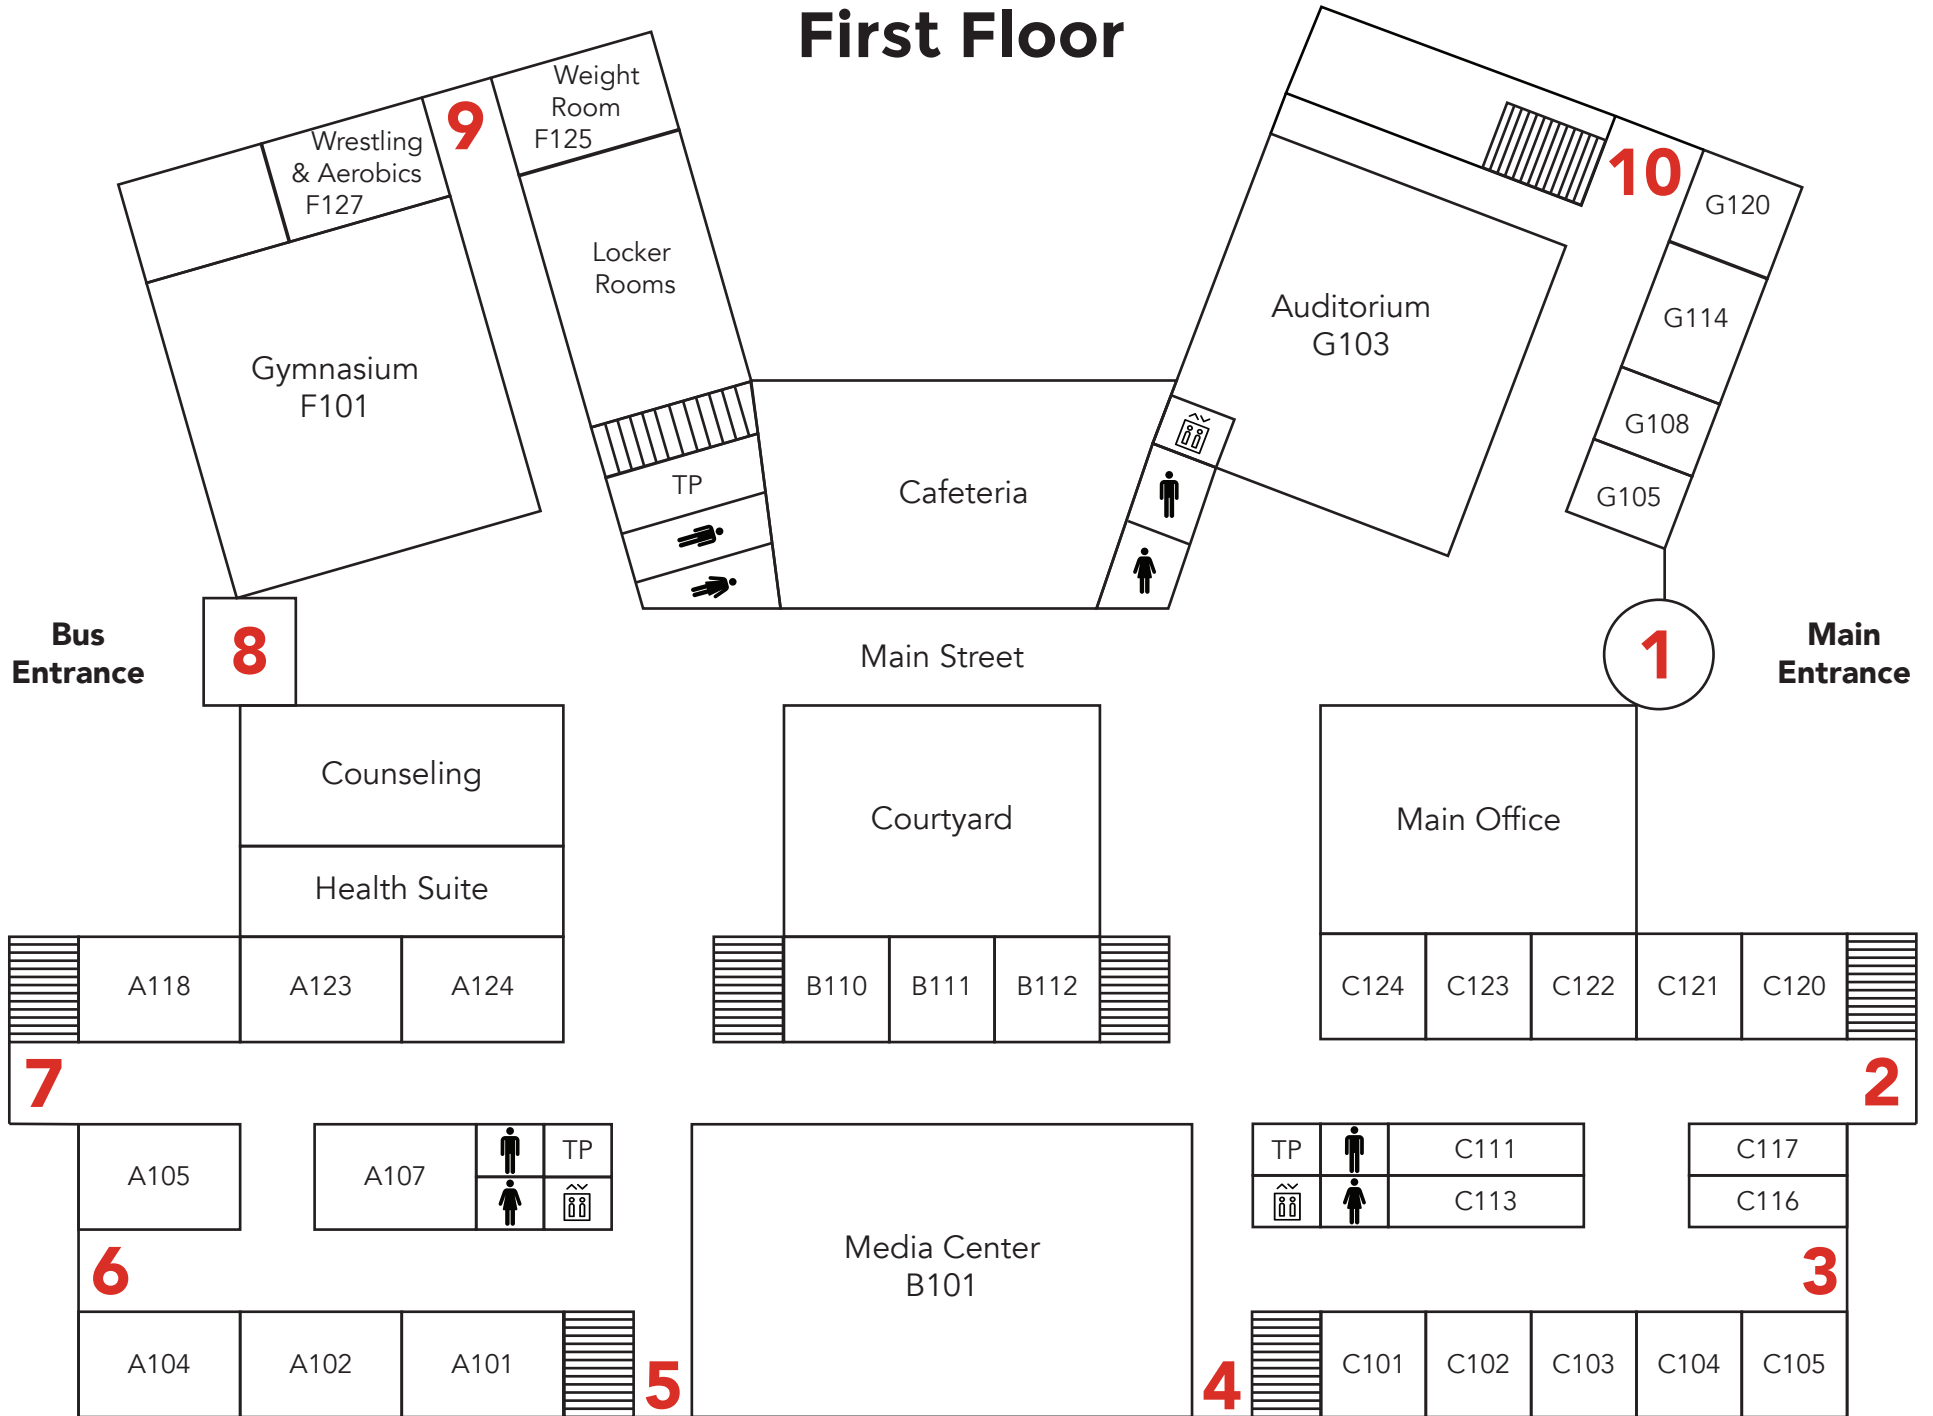 First Floor
Weight
Room
F125
9
Wrestling
& Aerobics
F127
10
G120
Locker
Rooms
G114
Auditorium
G103
Gymnasium
F101
G108
TP
Cafeteria
G105
Bus
Entrance
8
Main Street
1
Main
Entrance
Counseling
Courtyard
Main Office
Health Suite
A118
A123
A124
B110
B111
B112
C124
C123
C122
C121
C120
7
2
A105
A107
TP
TP
C111
C117
C113
C116
Media Center
B101
6
3
A104
A102
A101
5
4
C101
C102
C103
C104
C105